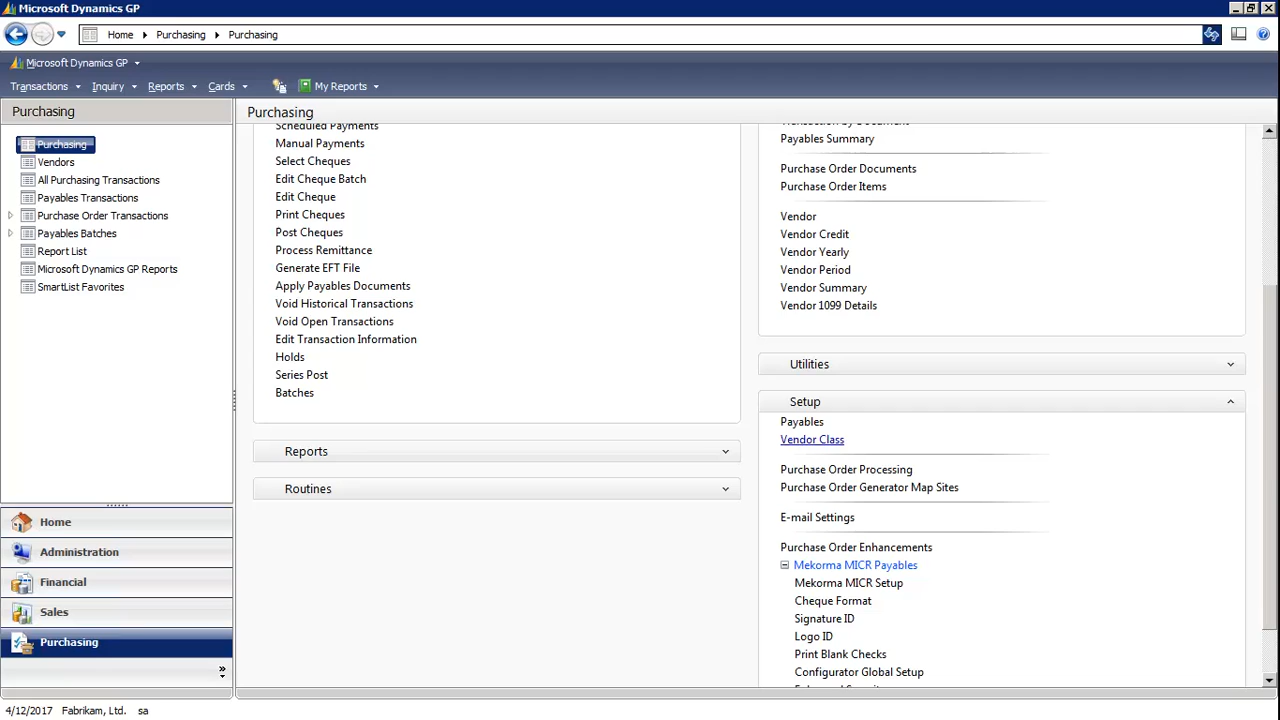 Microsoft Dynamics GP
Home
Purchasing
Purchasing
Microsoft Dynamics GP
Transactions
Inquiry
Reports
Cards
My Reports
Purchasing
Purchasing
Vendors
All Purchasing Transactions
Payables Transactions
Purchase Order Transactions
Payables Batches
Report List
Microsoft Dynamics GP Reports
SmartList Favorites
Home
Administration
Financial
Sales
Purchasing
»
Purchasing
Scheduled Payments
Manual Payments
Select Cheques
Edit Cheque Batch
Edit Cheque
Print Cheques
Post Cheques
Process Remittance
Generate EFT File
Apply Payables Documents
Void Historical Transactions
Void Open Transactions
Edit Transaction Information
Holds
Series Post
Batches
Reports
Routines
Transaction by Document
Payables Summary
Purchase Order Documents
Purchase Order Items
Vendor
Vendor Credit
Vendor Yearly
Vendor Period
Vendor Summary
Vendor 1099 Details
Utilities
Setup
Payables
Vendor Class
Purchase Order Processing
Purchase Order Generator Map Sites
E-mail Settings
Purchase Order Enhancements
Mekorma MICR Payables
Mekorma MICR Setup
Cheque Format
Signature ID
Logo ID
Print Blank Checks
Configurator Global Setup
4/12/2017 Fabrikam, Ltd. sa